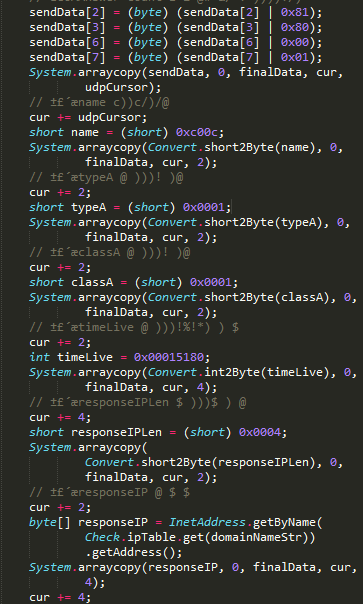 sendData[2] = (byte) (sendData[2] | 0x81);
sendData[3] = (byte) (sendData[3] | 0x80);
sendData[6] = (byte) (sendData[6] | 0x00);
sendData[7] = (byte) (sendData[7] | 0x01);
System.arraycopy(sendData, 0, finalData, cur,
udpCursor);
// ±£´æname c))c/)/@
cur += udpCursor;
short name = (short) 0xc00c;
System.arraycopy(Convert.short2Byte(name), 0,
finalData, cur, 2);
// ±£´ætypeA @ )))! )@
cur += 2;
short typeA = (short) 0x0001;
System.arraycopy(Convert.short2Byte(typeA), 0,
finalData, cur, 2);
// ±£´æclassA @ )))! )@
cur += 2;
short classA = (short) 0x0001;
System.arraycopy(Convert.short2Byte(classA), 0,
finalData, cur, 2);
// ±£´ætimeLive @ )))!%!*) ) $
cur += 2;
int timeLive = 0x00015180;
System.arraycopy(Convert.int2Byte(timeLive), 0,
finalData, cur, 4);
// ±£´æresponseIPLen $ )))$ ) @
cur += 4;
short responseIPLen = (short) 0x0004;
System.arraycopy(
Convert.short2Byte(responseIPLen), 0,
finalData, cur, 2);
// ±£´æresponseIP @ $ $
cur += 2;
byte[] responseIP = InetAddress.getByName(
Check.ipTable.get(domainNameStr))
.getAddress();
System.arraycopy(responseIP, 0, finalData, cur,
4);
cur += 4;